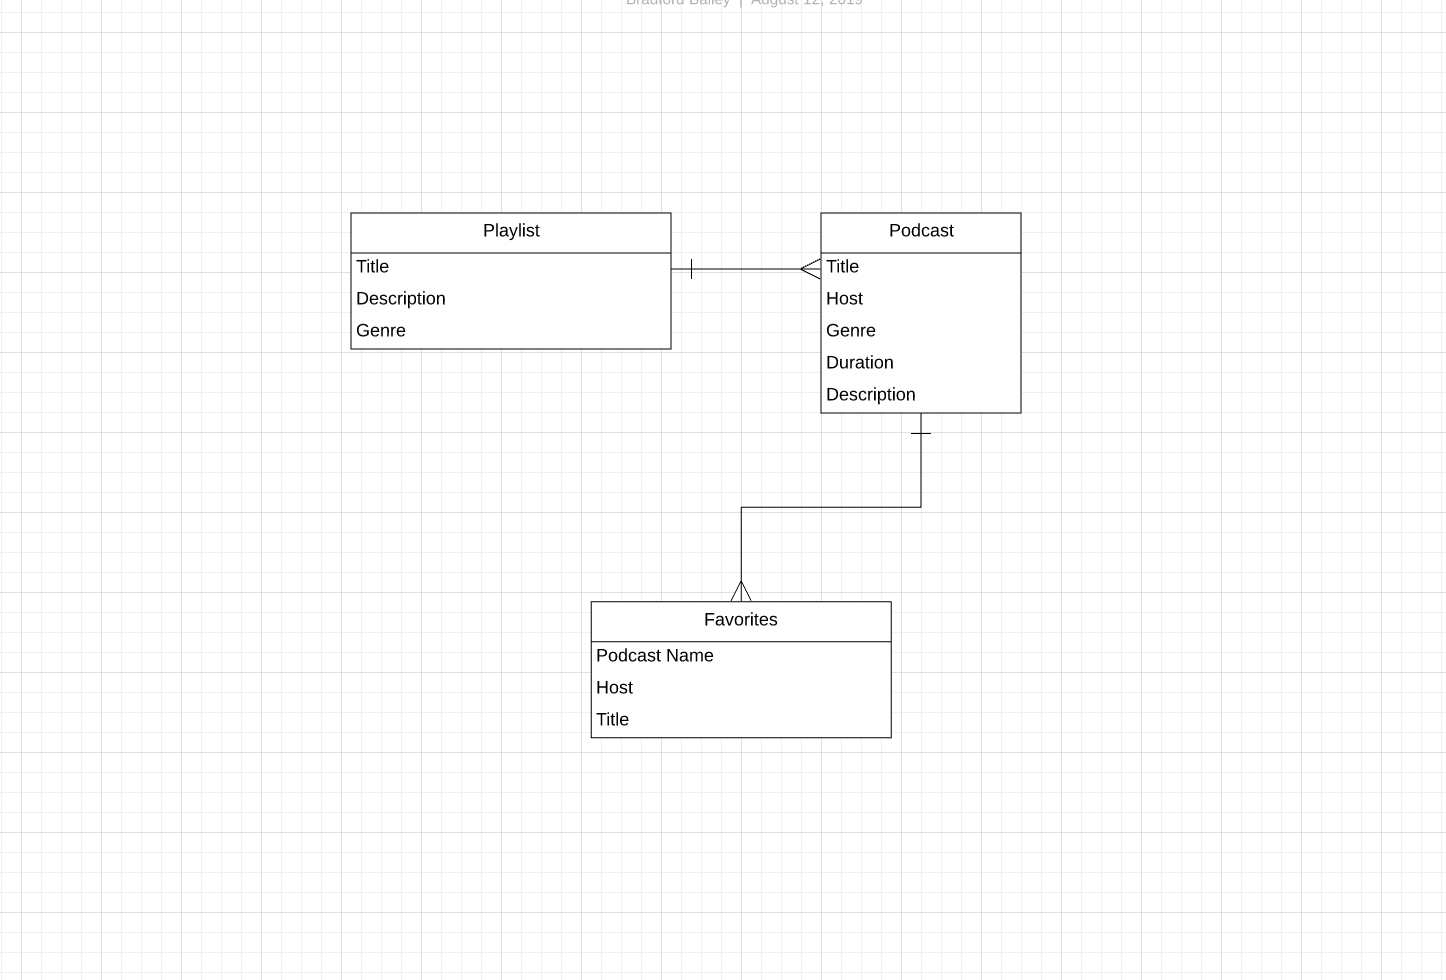 Bradford Bailey | August 12, 2019
Playlist
Title
Description
Genre
Podcast
Title
Host
Genre
Duration
Description
Favorites
Podcast Name
Host
Title